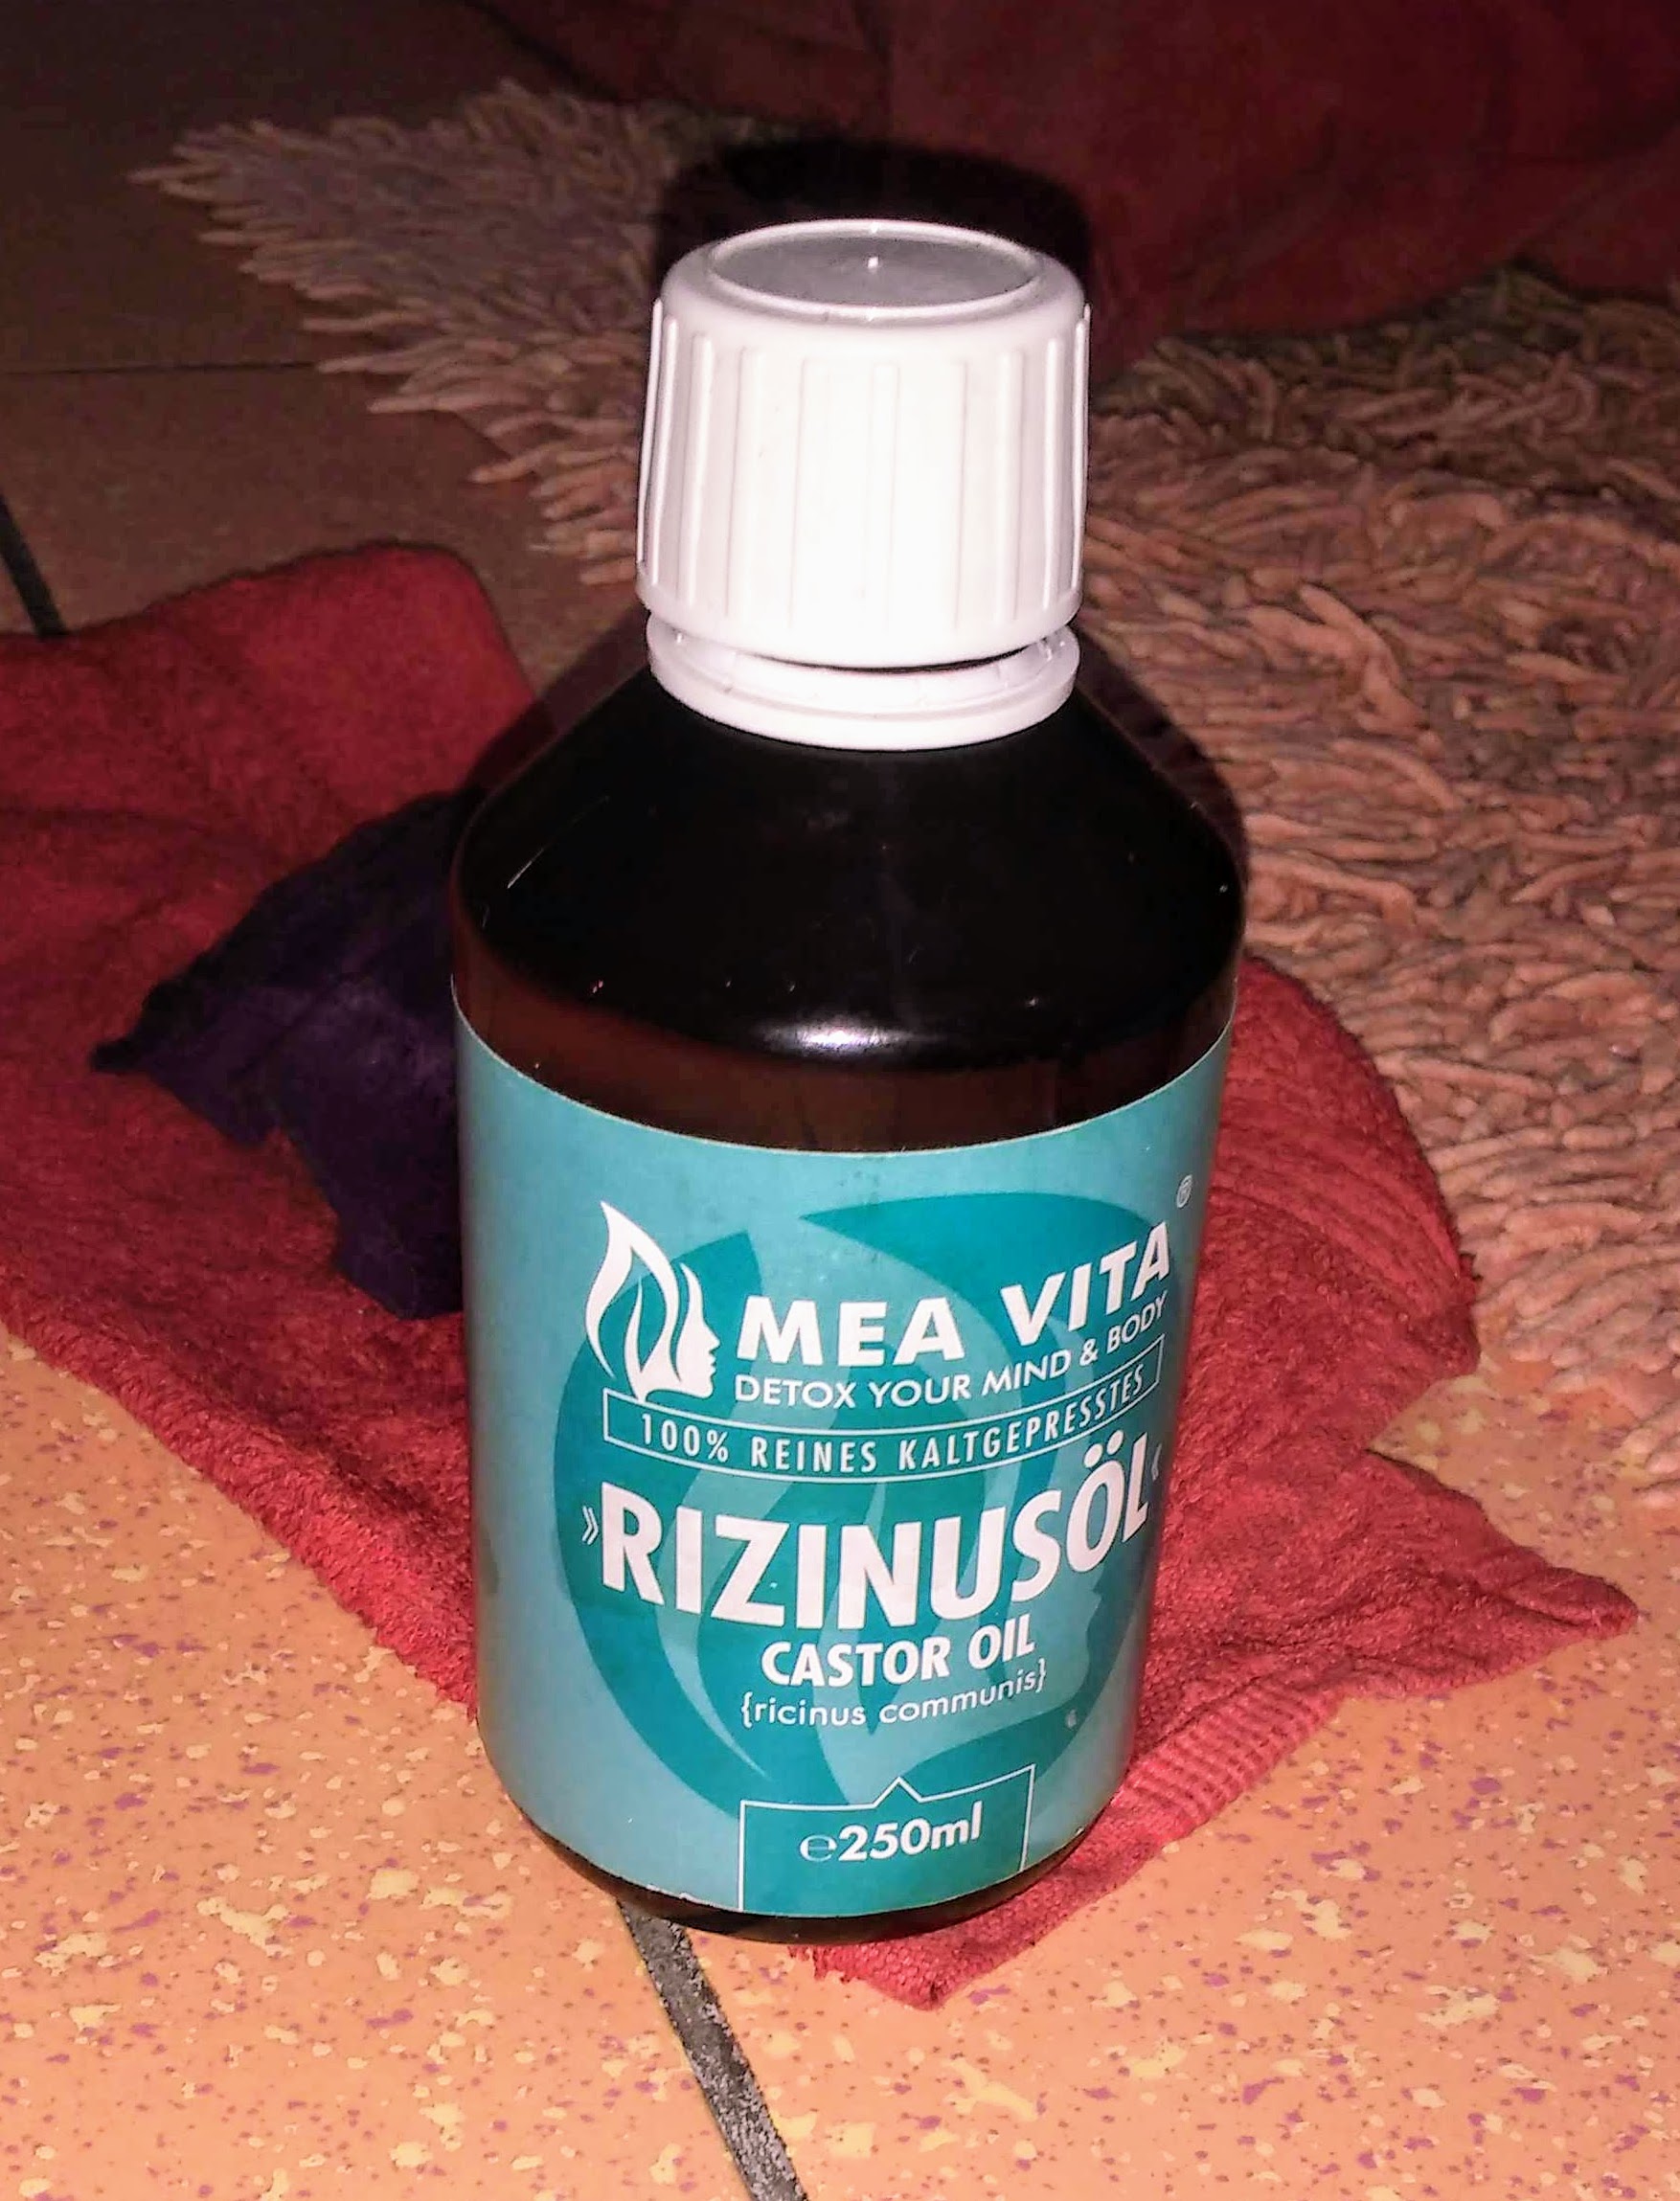 MEA VITA®
DETOX YOUR MIND & BODY
100% REINES KALTGEPRESSTES
»RIZINUSÖL«
CASTOR OIL
{ricinus communis}
℮250ml